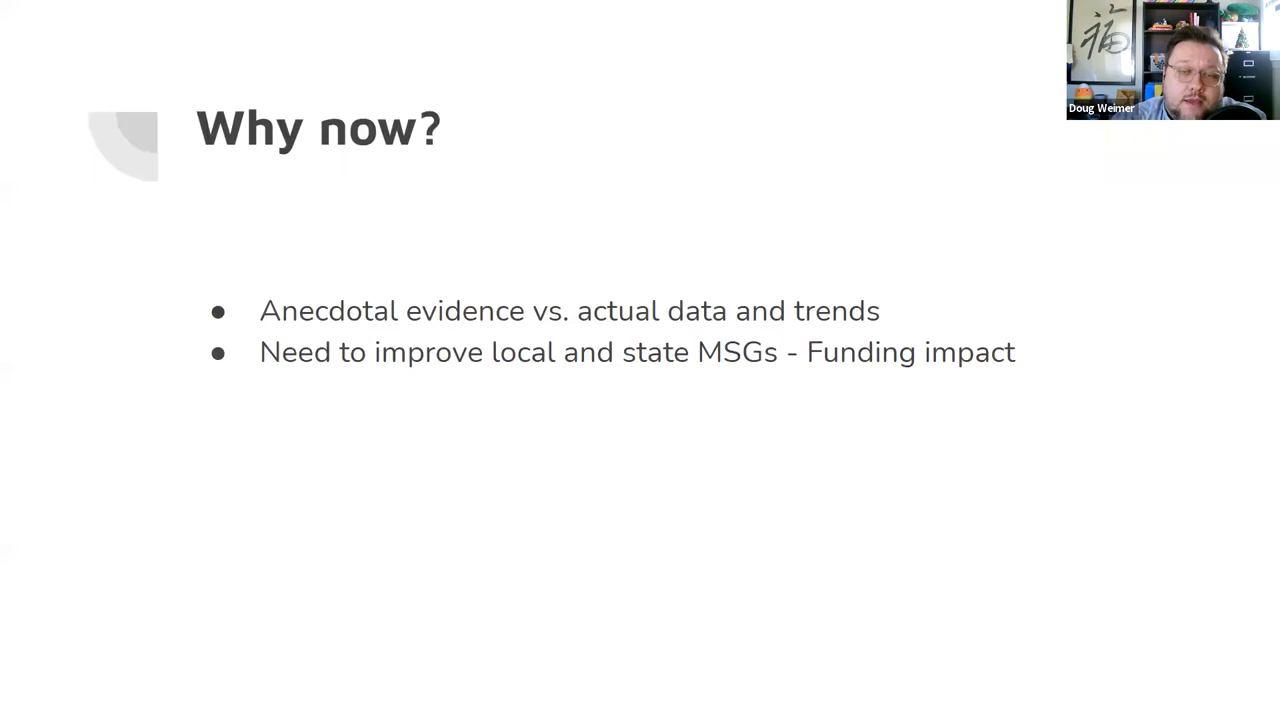 福
Doug Weimer
Why now?
● Anecdotal evidence vs. actual data and trends
● Need to improve local and state MSGs - Funding impact